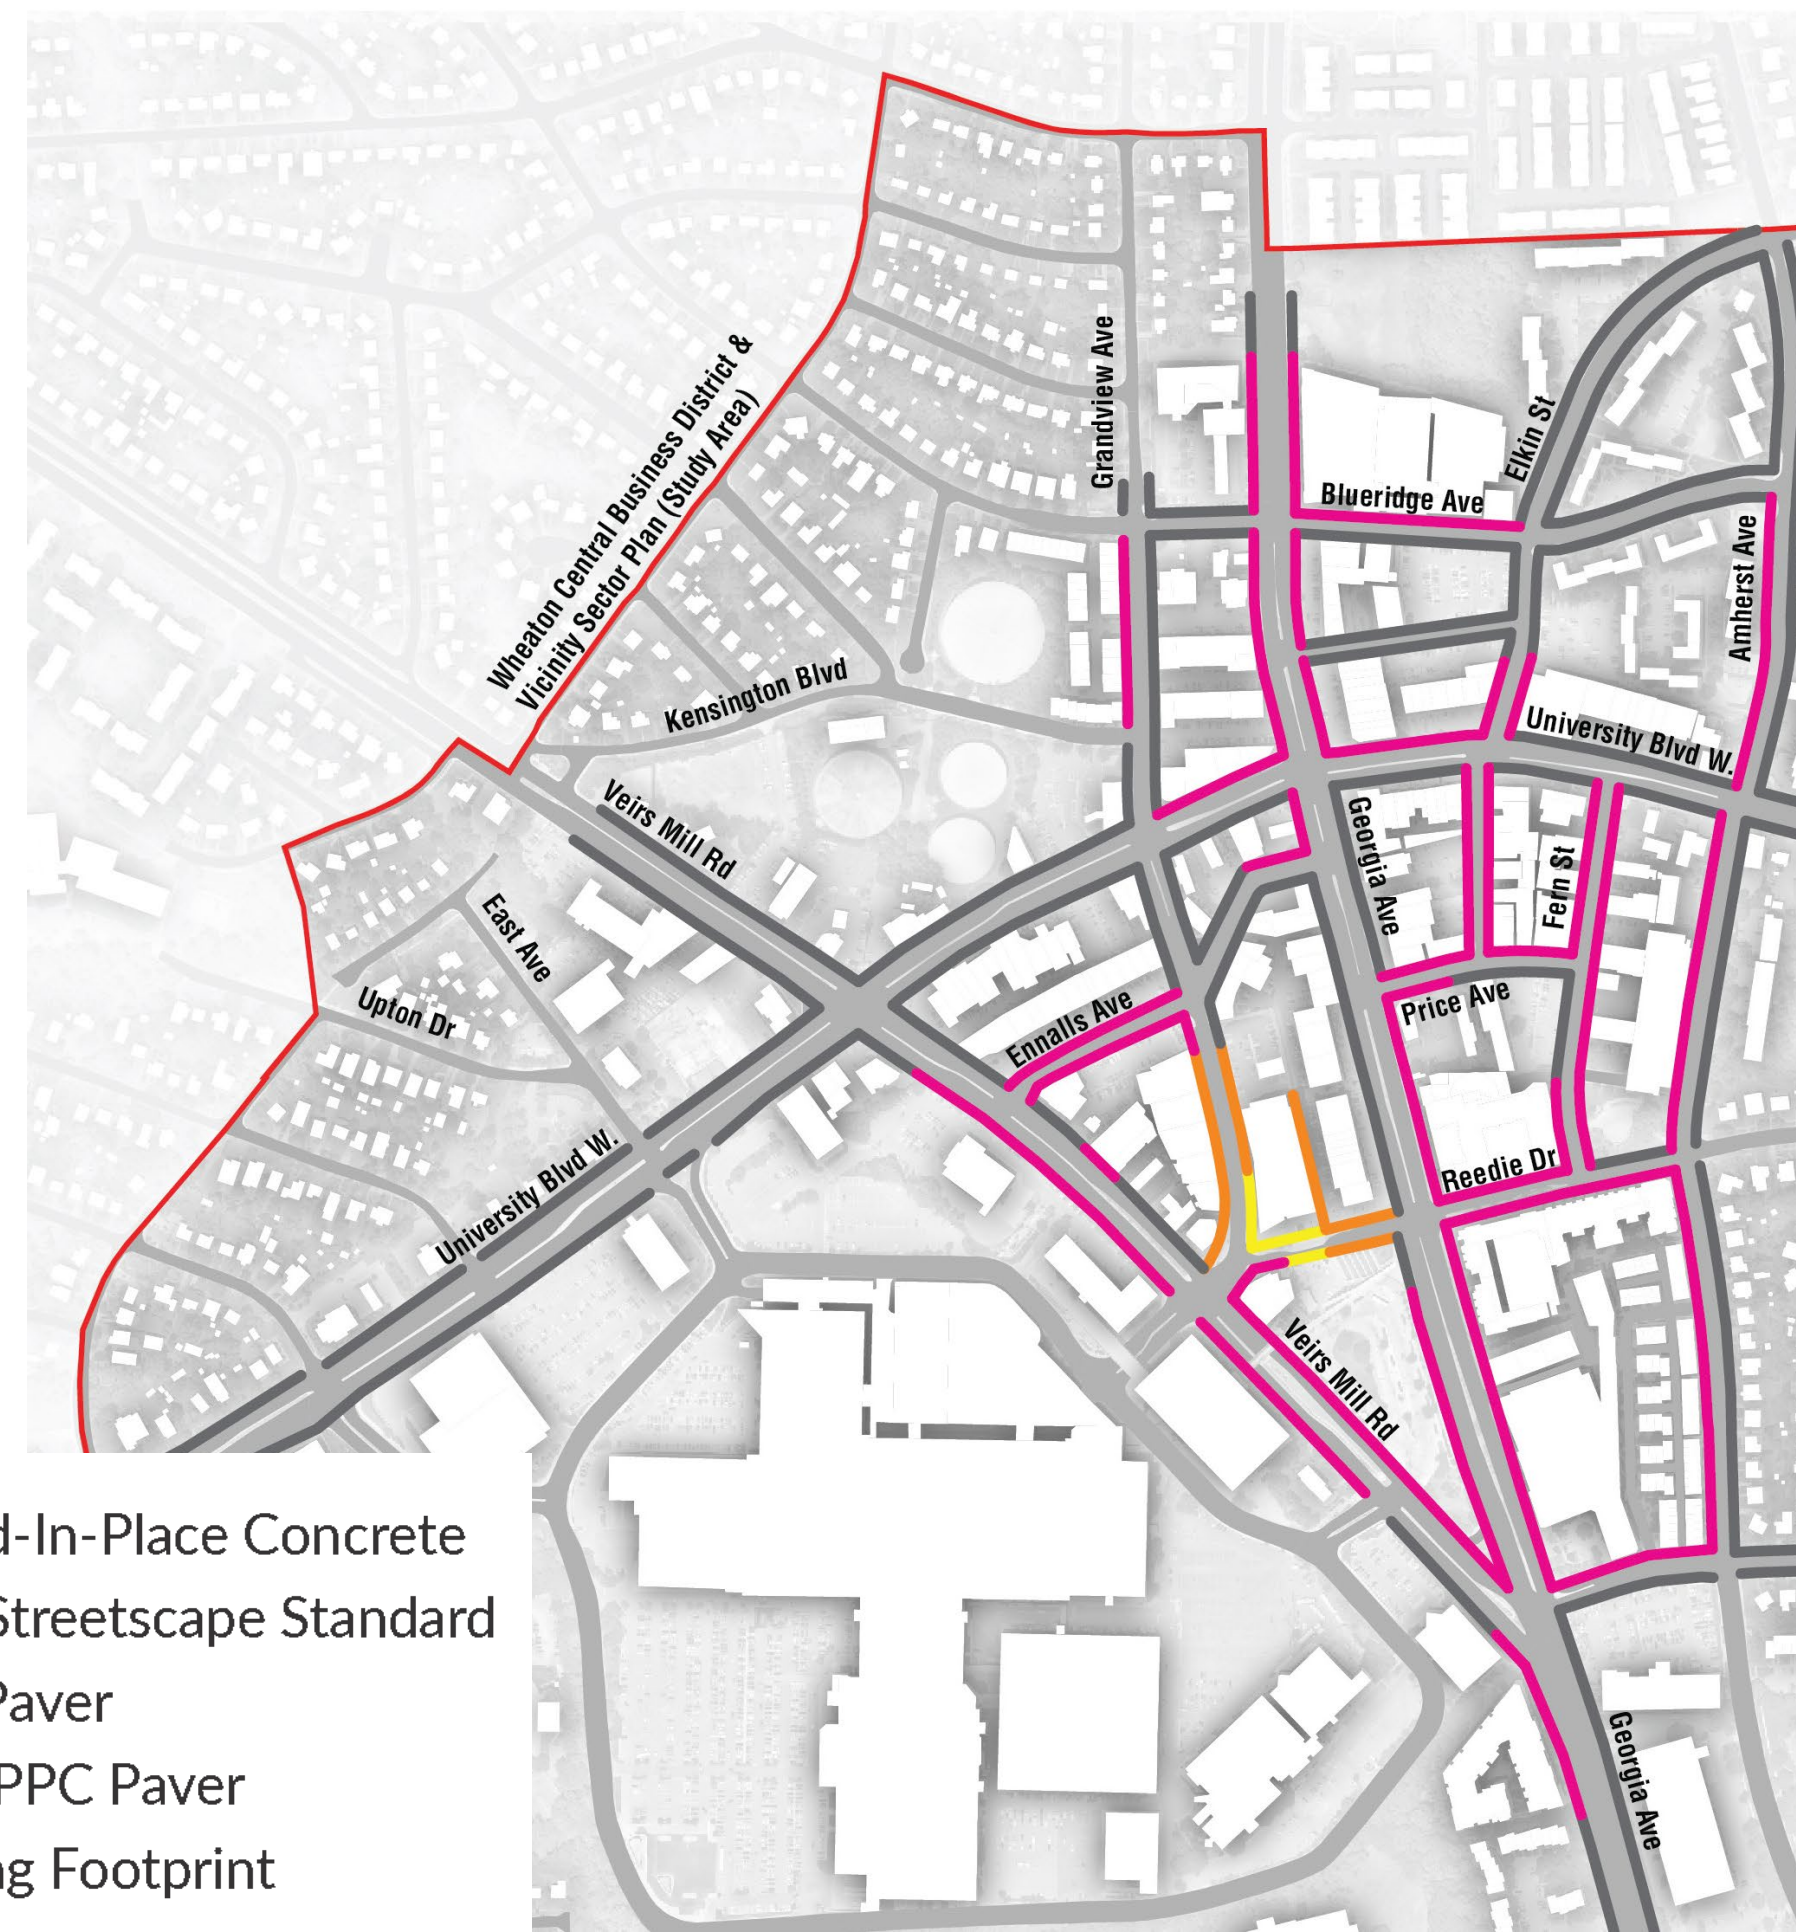 Grandview Ave
Wheaton Central Business District &
Vicinity Sector Plan (Study Area)
Elkin St
Blueridge Ave
Amherst Ave
Kensington Blvd
University Blvd W.
Veirs Mill Rd
Georgia Ave
Fern St
East Ave
Upton Dr
Ennalls Ave
Price Ave
University Blvd W.
Reedie Dr
Veirs Mill Rd
Georgia Ave
d-In-Place Concrete
Streetscape Standard
Paver
PPC Paver
ng Footprint